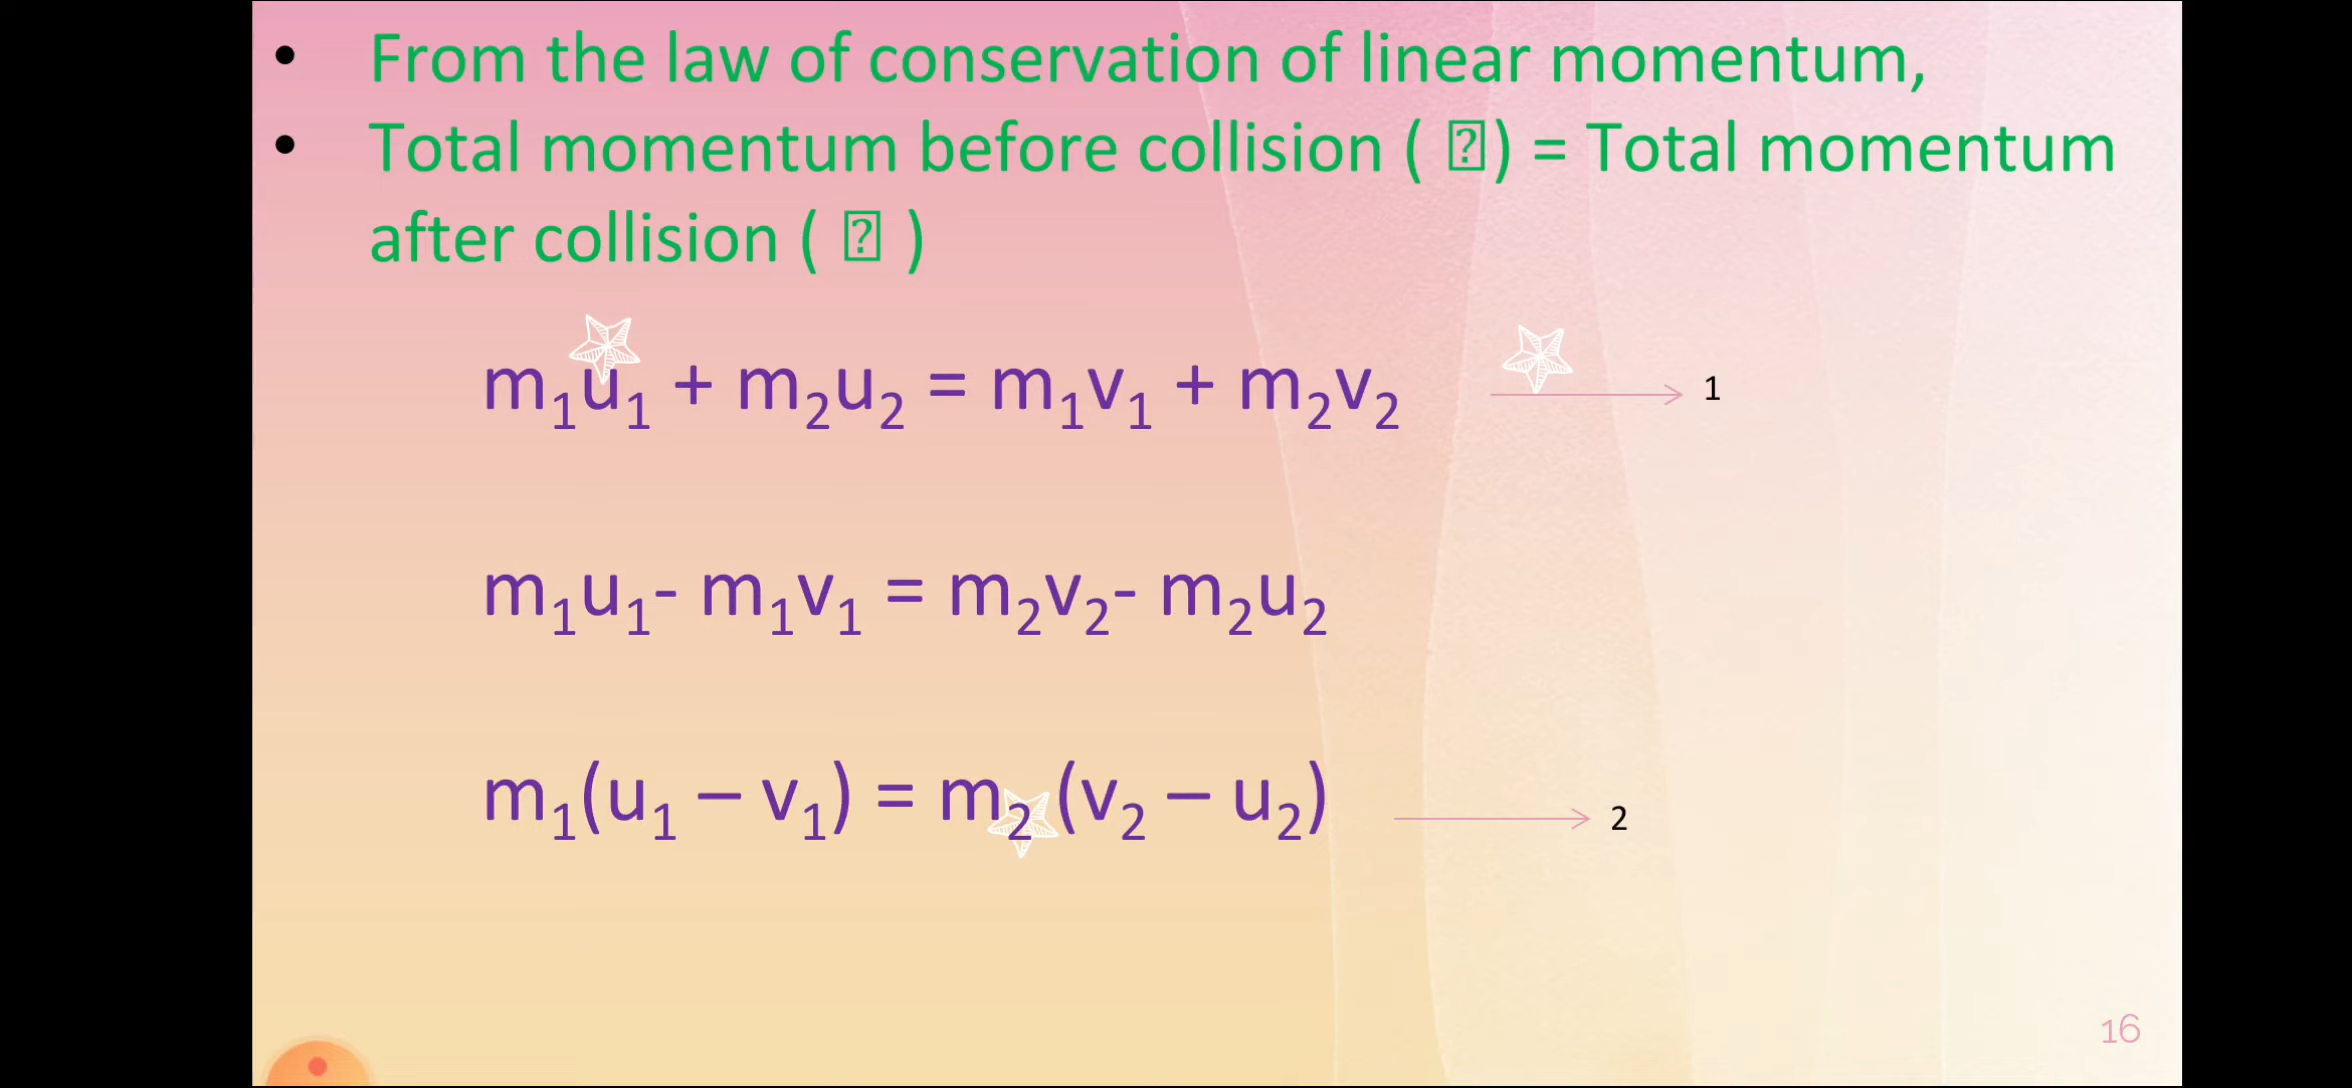 • From the law of conservation of linear momentum,
• Total momentum before collision ( ⍰) = Total momentum
after collision ( ⍰ )
m₁u₁ + m₂u₂ = m₁v₁ + m₂v₂ 1
m₁u₁- m₁v₁ = m₂v₂- m₂u₂
m₁(u₁ – v₁) = m₂ (v₂ – u₂) 2
16